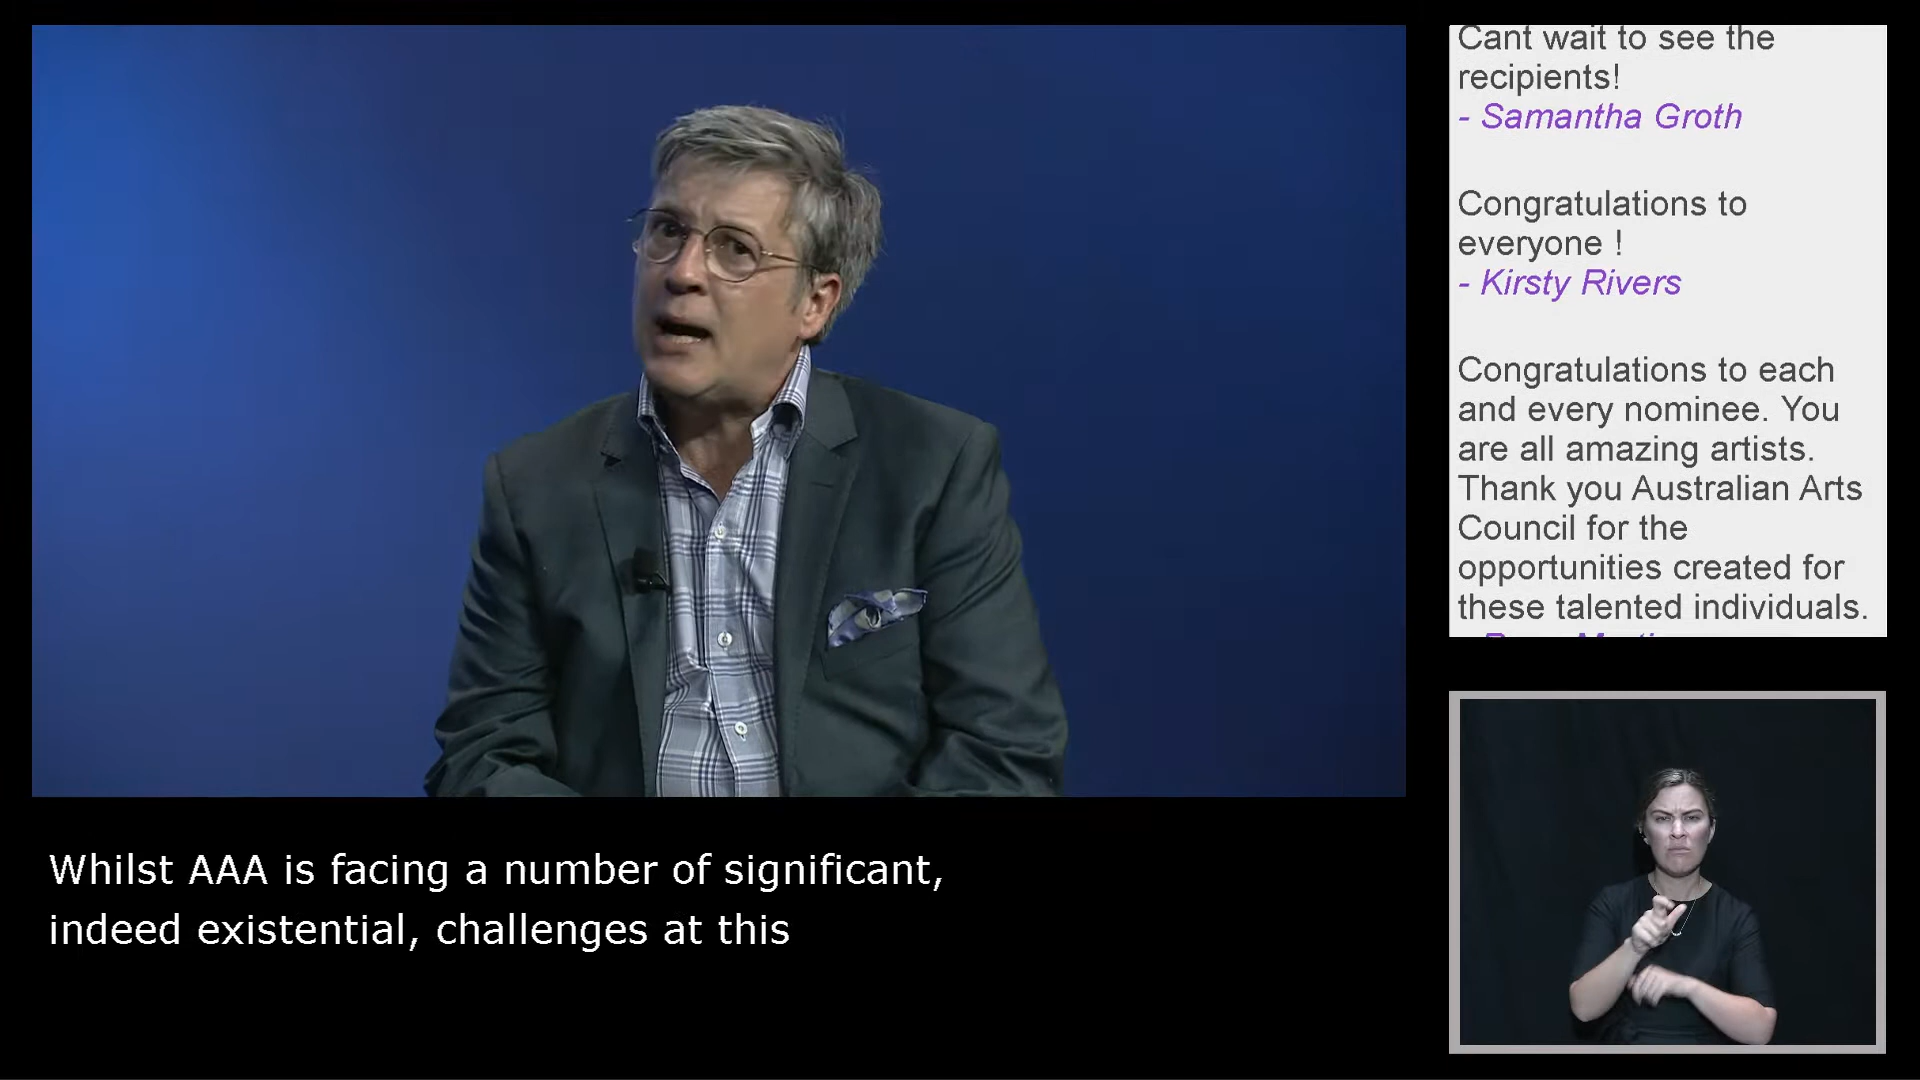 Cant wait to see the
recipients!
- Samantha Groth
Congratulations to
everyone !
- Kirsty Rivers
Congratulations to each
and every nominee. You
are all amazing artists.
Thank you Australian Arts
Council for the
opportunities created for
these talented individuals.
Whilst AAA is facing a number of significant,
indeed existential, challenges at this